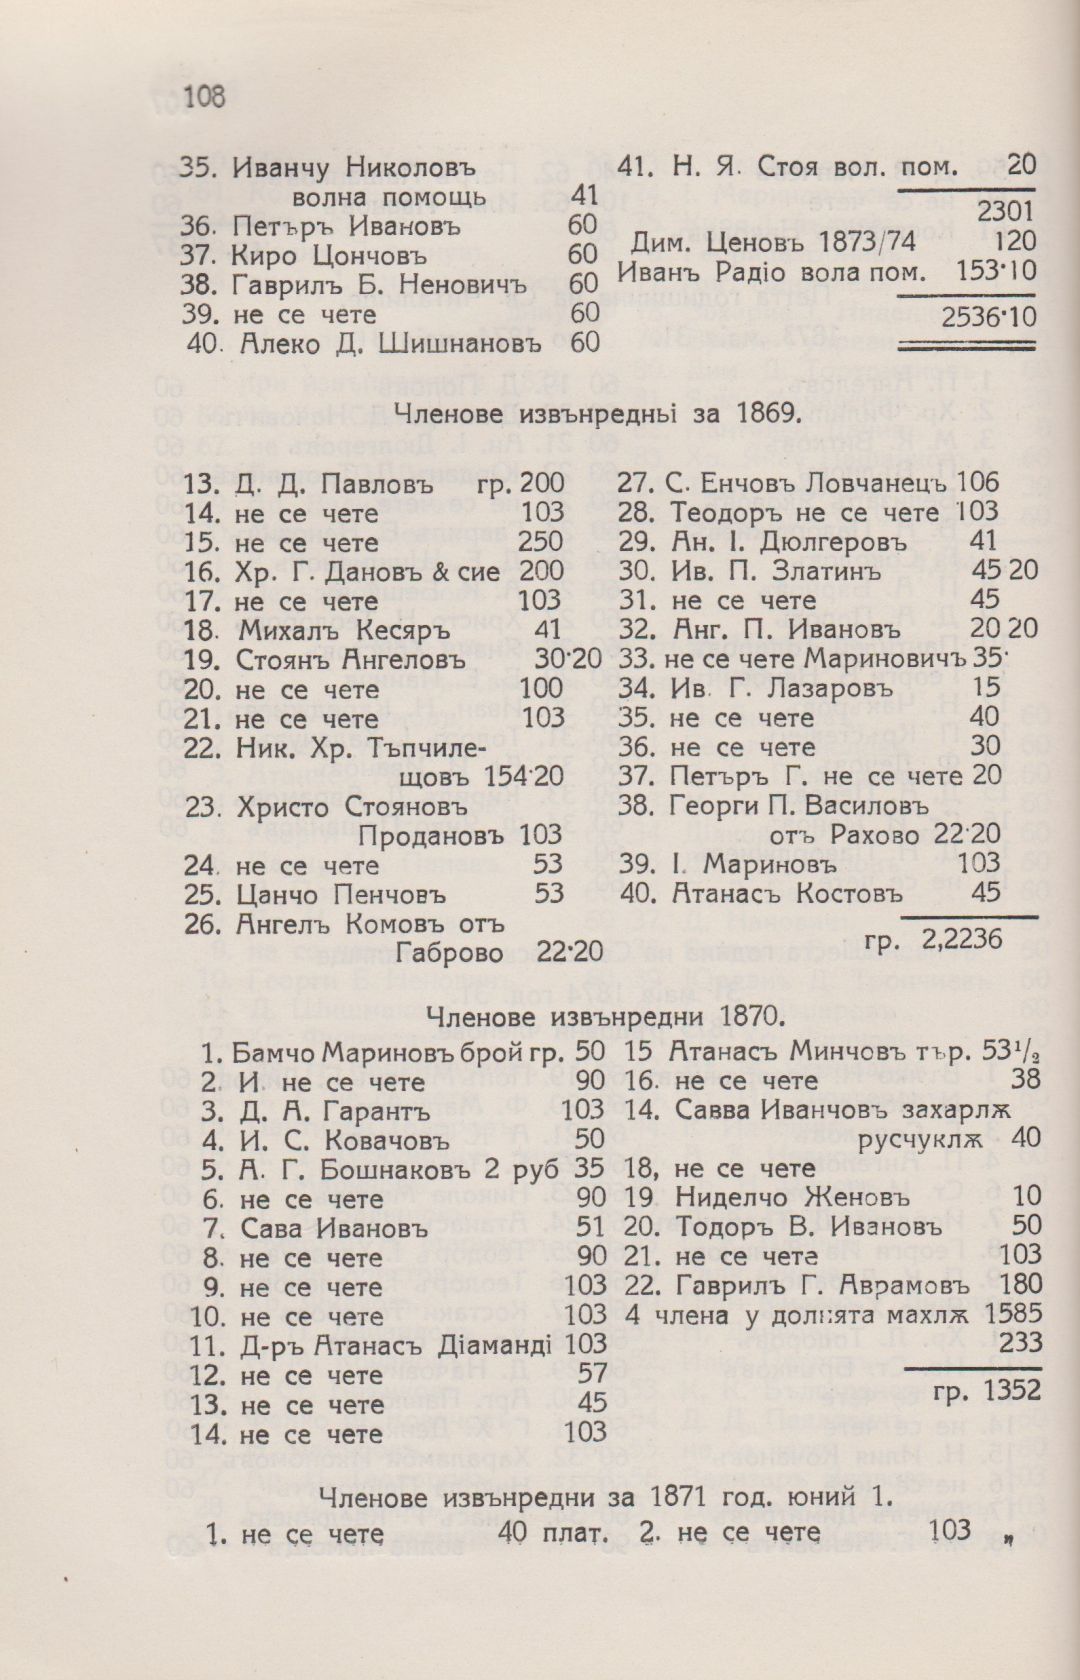 108
35. Иванчу Николовъ
волна помощь 41
36. Петъръ Ивановъ 60
37. Киро Цончовъ 60
38. Гаврилъ Б. Неновичъ 60
39. не се чете 60
40. Алеко Д. Шишнановъ 60
41. Н. Я. Стоя вол. пом. 20
2301
Дим. Ценовъ 1873/74 120
Иванъ Радіо вола пом. 153·10
2536·10
Членове извънредньі за 1869.
13. Д. Д. Павловъ гр. 200
14. не се чете 103
15. не се чете 250
16. Хр. Г. Дановъ & сие 200
17. не се чете 103
18. Михалъ Кесяръ 41
19. Стоянъ Ангеловъ 30·20
20. не се чете 100
21. не се чете 103
22. Ник. Хр. Тъпчиле-
щовъ 154·20
23. Христо Стояновъ
Продановъ 103
24. не се чете 53
25. Цанчо Пенчовъ 53
26. Ангелъ Комовъ отъ
Габрово 22·20
27. С. Енчовъ Ловчанецъ 106
28. Теодоръ не се чете 103
29. Ан. І. Дюлгеровъ 41
30. Ив. П. Златинъ 45 20
31. не се чете 45
32. Анг. П. Ивановъ 20 20
33. не се чете Мариновичъ 35·
34. Ив. Г. Лазаровъ 15
35. не се чете 40
36. не се чете 30
37. Петъръ Г. не се чете 20
38. Георги П. Василовъ
отъ Рахово 22·20
39. І. Мариновъ 103
40. Атанасъ Костовъ 45
гр. 2,2236
Членове извънредни 1870.
1. Бамчо Мариновъ брой гр. 50
2. И. не се чете 90
3. Д. А. Гарантъ 103
4. И. С. Ковачовъ 50
5. А. Г. Бошнаковъ 2 руб 35
6. не се чете 90
7. Сава Ивановъ 51
8. не се чете 90
9. не се чете 103
10. не се чете 103
11. Д-ръ Атанасъ Діаманді 103
12. не се чете 57
13. не се чете 45
14. не се чете 103
15 Атанасъ Минчовъ тър. 53¹/₂
16. не се чете 38
14. Савва Иванчовъ захарлѫ
русчуклѫ 40
18, не се чете
19. Ниделчо Женовъ 10
20. Тодоръ В. Ивановъ 50
21. не се чете 103
22. Гаврилъ Г. Аврамовъ 180
4 члена у долнята махлѫ 1585
233
гр. 1352
Членове извънредни за 1871 год. юний 1.
1. не се чете 40 плат. 2. не се чете 103 „